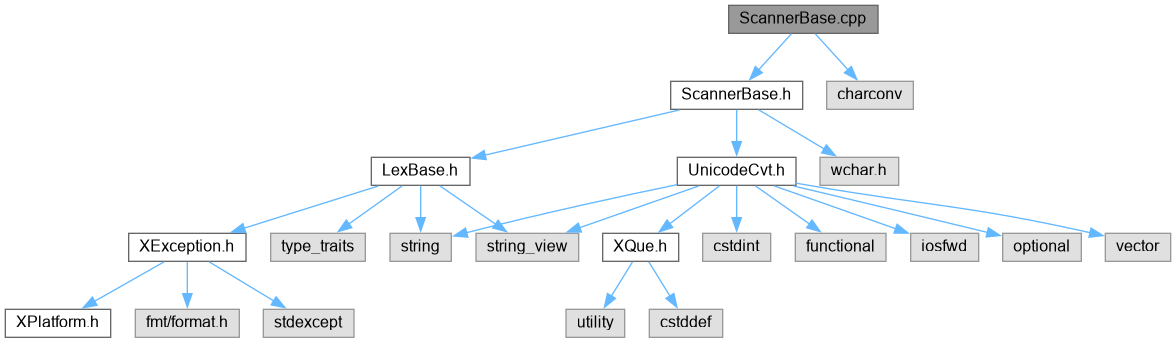 ScannerBase.cpp
ScannerBase.h
charconv
LexBase.h
UnicodeCvt.h
wchar.h
XException.h
type_traits
string
string_view
XQue.h
cstdint
functional
iosfwd
optional
vector
XPlatform.h
fmt/format.h
stdexcept
utility
cstddef